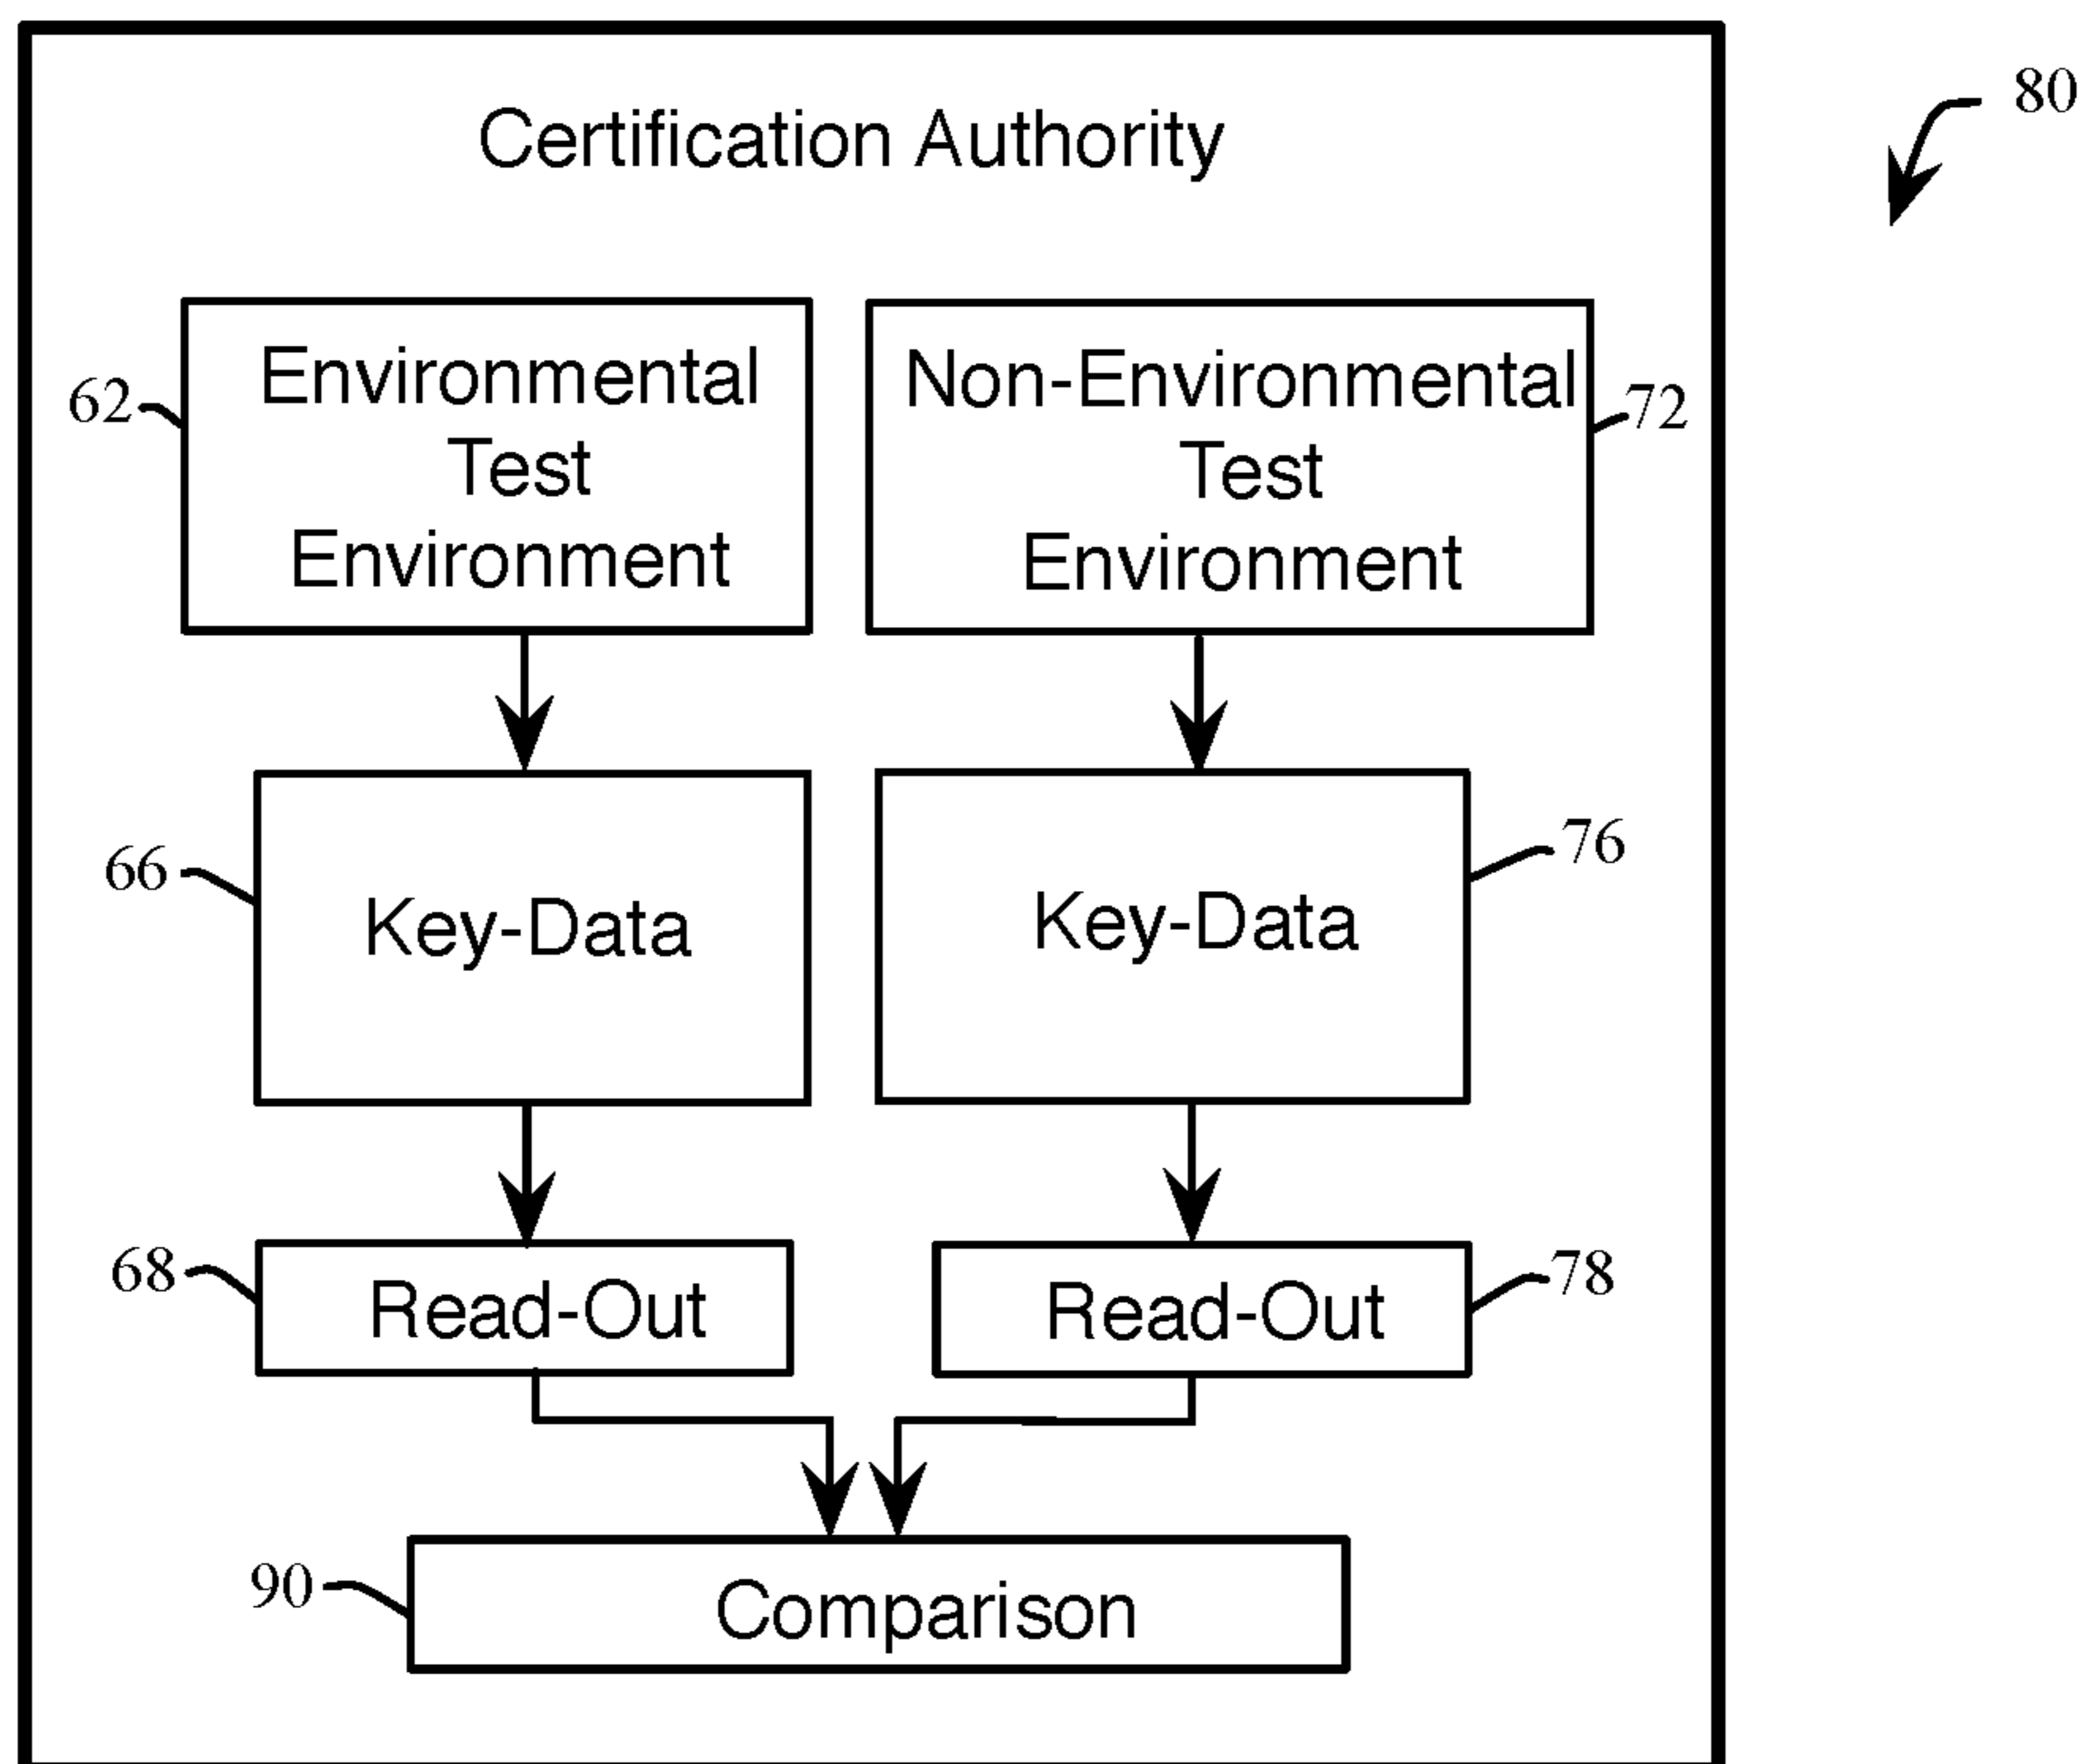 Certification Authority
80
Environmental
Test
Environment
62
Non-Environmental
Test
Environment
72
66
Key-Data
Key-Data
76
68
Read-Out
Read-Out
78
90
Comparison